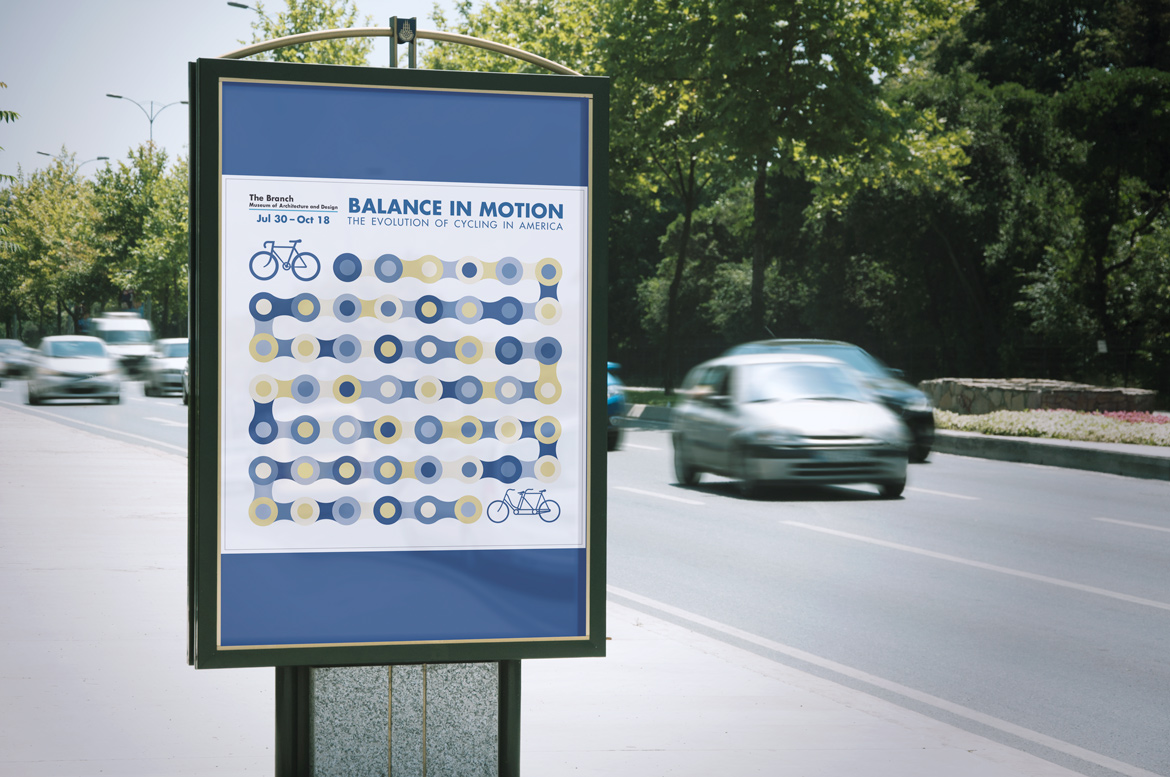 The Branch
Museum of Architecture and Design
Jul 30 – Oct 18
BALANCE IN MOTION
THE EVOLUTION OF CYCLING IN AMERICA